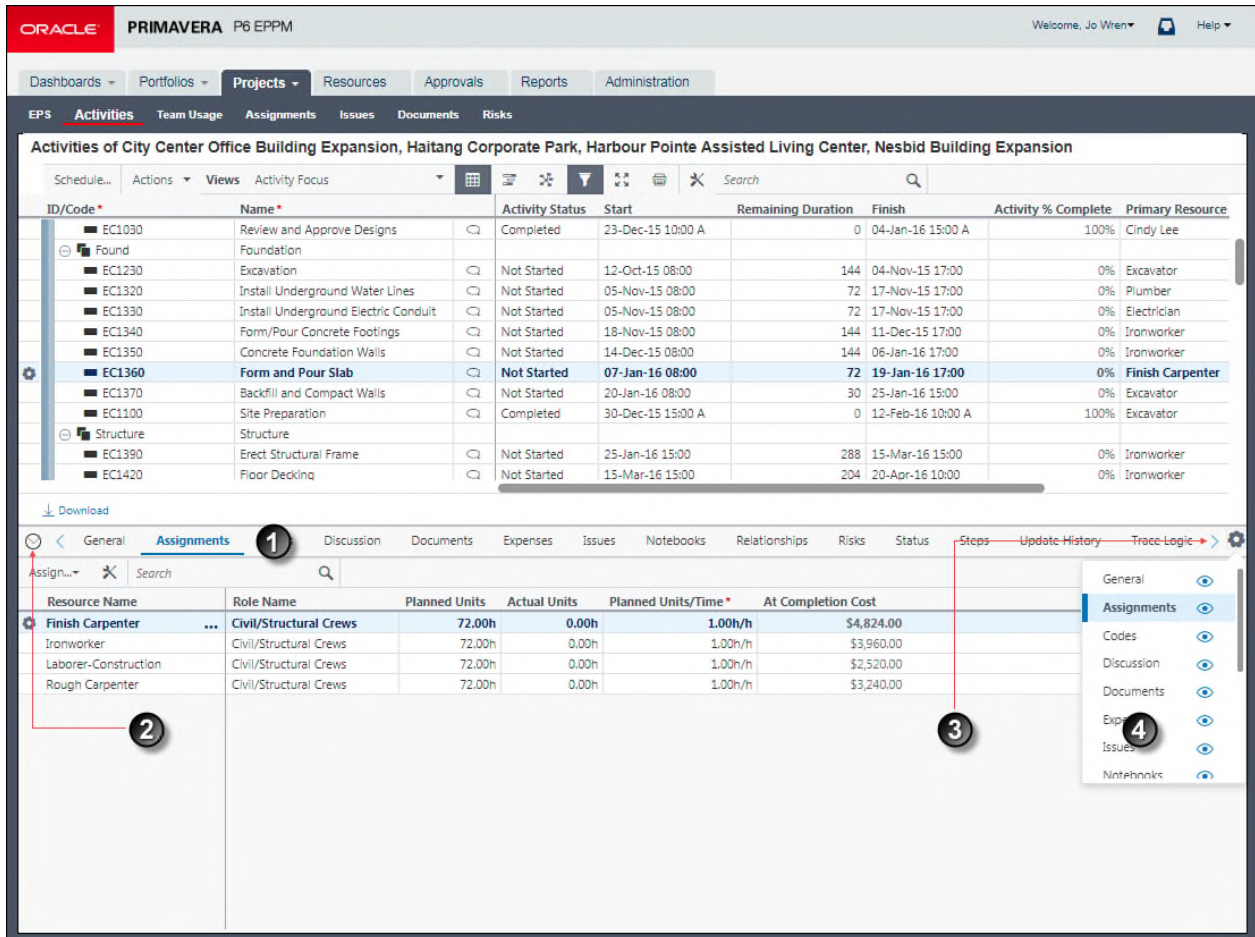 ORACLE PRIMAVERA P6 EPPM Welcome, Jo Wren Help
Dashboards Portfolios Projects Resources Approvals Reports Administration
EPS Activities Team Usage Assignments Issues Documents Risks
Activities of City Center Office Building Expansion, Haitang Corporate Park, Harbour Pointe Assisted Living Center, Nesbid Building Expansion
Schedule... Actions Views Activity Focus Search
ID/Code* Name* Activity Status Start Remaining Duration Finish Activity % Complete Primary Resource
EC1030 Review and Approve Designs Completed 23-Dec-15 10:00 A 0 04-Jan-16 15:00 A 100% Cindy Lee
Found Foundation
EC1230 Excavation Not Started 12-Oct-15 08:00 144 04-Nov-15 17:00 0% Excavator
EC1320 Install Underground Water Lines Not Started 05-Nov-15 08:00 72 17-Nov-15 17:00 0% Plumber
EC1330 Install Underground Electric Conduit Not Started 05-Nov-15 08:00 72 17-Nov-15 17:00 0% Electrician
EC1340 Form/Pour Concrete Footings Not Started 18-Nov-15 08:00 144 11-Dec-15 17:00 0% Ironworker
EC1350 Concrete Foundation Walls Not Started 14-Dec-15 08:00 144 06-Jan-16 17:00 0% Ironworker
EC1360 Form and Pour Slab Not Started 07-Jan-16 08:00 72 19-Jan-16 17:00 0% Finish Carpenter
EC1370 Backfill and Compact Walls Not Started 20-Jan-16 08:00 30 25-Jan-16 15:00 0% Excavator
EC1100 Site Preparation Completed 30-Dec-15 15:00 A 0 12-Feb-16 10:00 A 100% Excavator
Structure Structure
EC1390 Erect Structural Frame Not Started 25-Jan-16 15:00 288 15-Mar-16 15:00 0% Ironworker
EC1420 Floor Decking Not Started 15-Mar-16 15:00 204 20-Apr-16 10:00 0% Ironworker
Download
General Assignments 1 Discussion Documents Expenses Issues Notebooks Relationships Risks Status Steps Update History Trace Logic
Assign... Search
Resource Name Role Name Planned Units Actual Units Planned Units/Time* At Completion Cost
Finish Carpenter ... Civil/Structural Crews 72.00h 0.00h 1.00h/h $4,824.00
Ironworker Civil/Structural Crews 72.00h 0.00h 1.00h/h $3,960.00
Laborer-Construction Civil/Structural Crews 72.00h 0.00h 1.00h/h $2,520.00
Rough Carpenter Civil/Structural Crews 72.00h 0.00h 1.00h/h $3,240.00
General
Assignments
Codes
Discussion
Documents
Issues
Notebooks
2 3 4